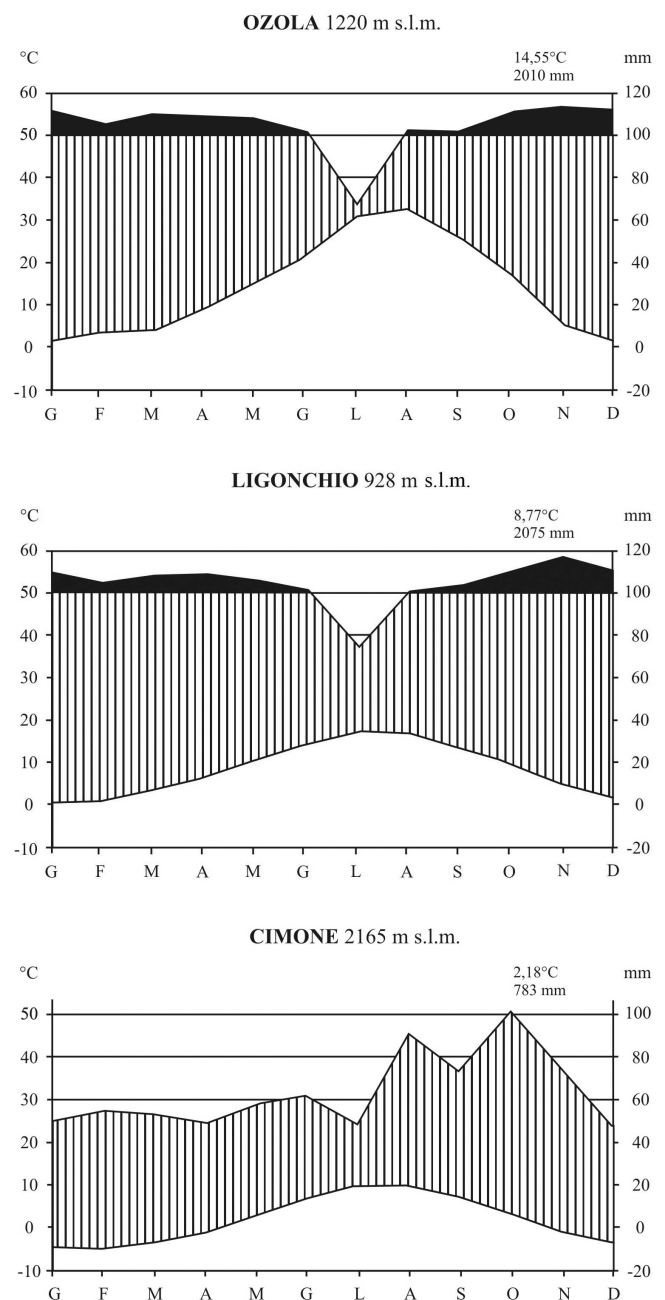 OZOLA 1220 m s.l.m.
°C 14,55°C mm
2010 mm
60 120
50 100
40 80
30 60
20 40
10 20
0 0
-10 -20
G F M A M G L A S O N D
LIGONCHIO 928 m s.l.m.
°C 8,77°C mm
2075 mm
60 120
50 100
40 80
30 60
20 40
10 20
0 0
-10 -20
G F M A M G L A S O N D
CIMONE 2165 m s.l.m.
°C 2,18°C mm
783 mm
50 100
40 80
30 60
20 40
10 20
0 0
-10 -20
G F M A M G L A S O N D